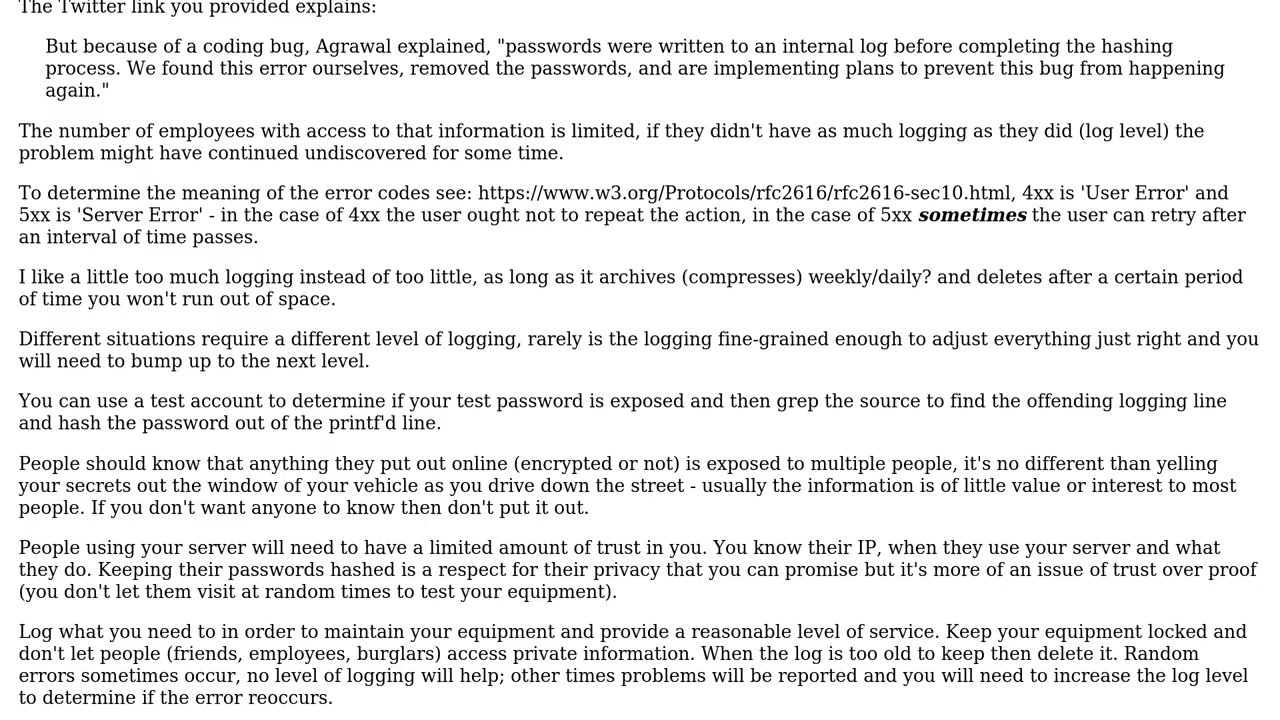 The Twitter link you provided explains:
But because of a coding bug, Agrawal explained, "passwords were written to an internal log before completing the hashing
process. We found this error ourselves, removed the passwords, and are implementing plans to prevent this bug from happening
again."
The number of employees with access to that information is limited, if they didn't have as much logging as they did (log level) the
problem might have continued undiscovered for some time.
To determine the meaning of the error codes see: https://www.w3.org/Protocols/rfc2616/rfc2616-sec10.html, 4xx is 'User Error' and
5xx is 'Server Error' - in the case of 4xx the user ought not to repeat the action, in the case of 5xx sometimes the user can retry after
an interval of time passes.
I like a little too much logging instead of too little, as long as it archives (compresses) weekly/daily? and deletes after a certain period
of time you won't run out of space.
Different situations require a different level of logging, rarely is the logging fine-grained enough to adjust everything just right and you
will need to bump up to the next level.
You can use a test account to determine if your test password is exposed and then grep the source to find the offending logging line
and hash the password out of the printf'd line.
People should know that anything they put out online (encrypted or not) is exposed to multiple people, it's no different than yelling
your secrets out the window of your vehicle as you drive down the street - usually the information is of little value or interest to most
people. If you don't want anyone to know then don't put it out.
People using your server will need to have a limited amount of trust in you. You know their IP, when they use your server and what
they do. Keeping their passwords hashed is a respect for their privacy that you can promise but it's more of an issue of trust over proof
(you don't let them visit at random times to test your equipment).
Log what you need to in order to maintain your equipment and provide a reasonable level of service. Keep your equipment locked and
don't let people (friends, employees, burglars) access private information. When the log is too old to keep then delete it. Random
errors sometimes occur, no level of logging will help; other times problems will be reported and you will need to increase the log level
to determine if the error reoccurs.